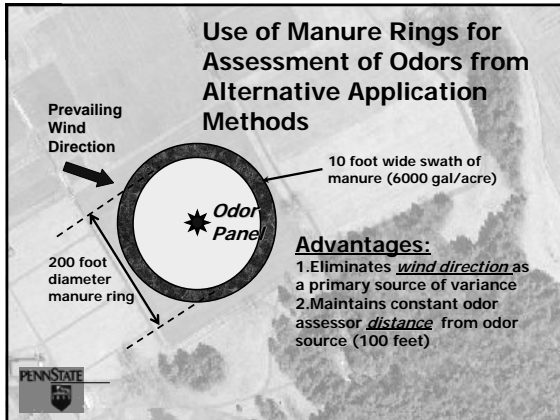 Use of Manure Rings for
Assessment of Odors from
Alternative Application
Methods
Prevailing
Wind
Direction
10 foot wide swath of
manure (6000 gal/acre)
Odor
Panel
200 foot
diameter
manure ring
Advantages:
1.Eliminates wind direction as
a primary source of variance
2.Maintains constant odor
assessor distance from odor
source (100 feet)
PENNSTATE